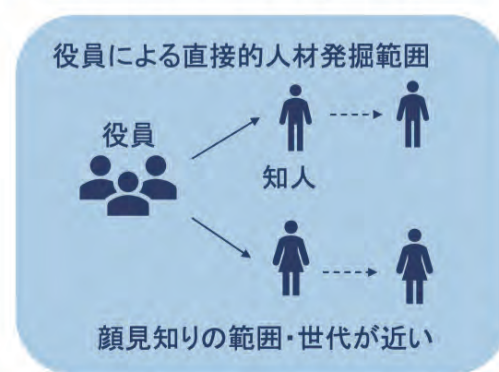 役員による直接的人材発掘範囲
役員
知人
顔見知りの範囲・世代が近い